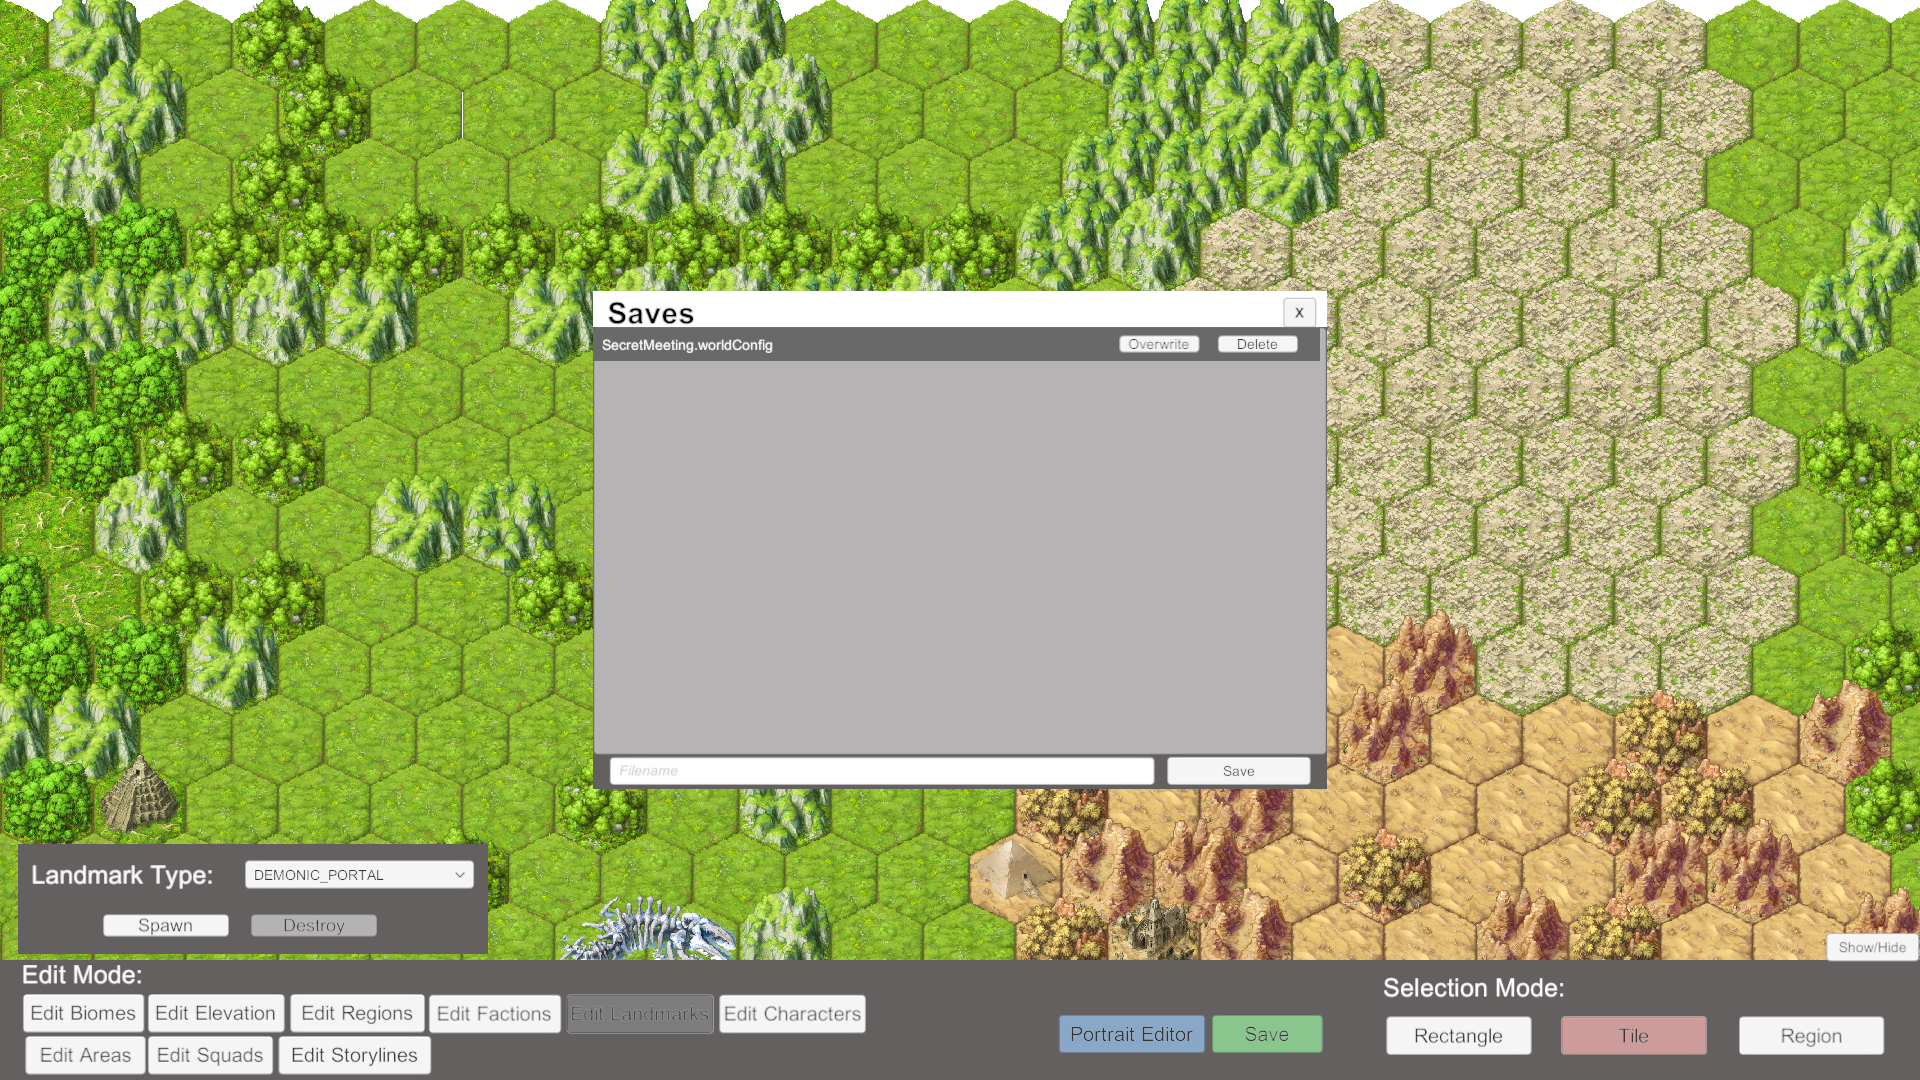 Saves
X
SecretMeeting.worldConfig Overwrite Delete
Filename Save
Landmark Type: DEMONIC_PORTAL
Spawn Destroy
Show/Hide
Edit Mode:
Edit Biomes Edit Elevation Edit Regions Edit Factions Edit Landmarks Edit Characters
Edit Areas Edit Squads Edit Storylines
Portrait Editor Save
Selection Mode:
Rectangle Tile Region